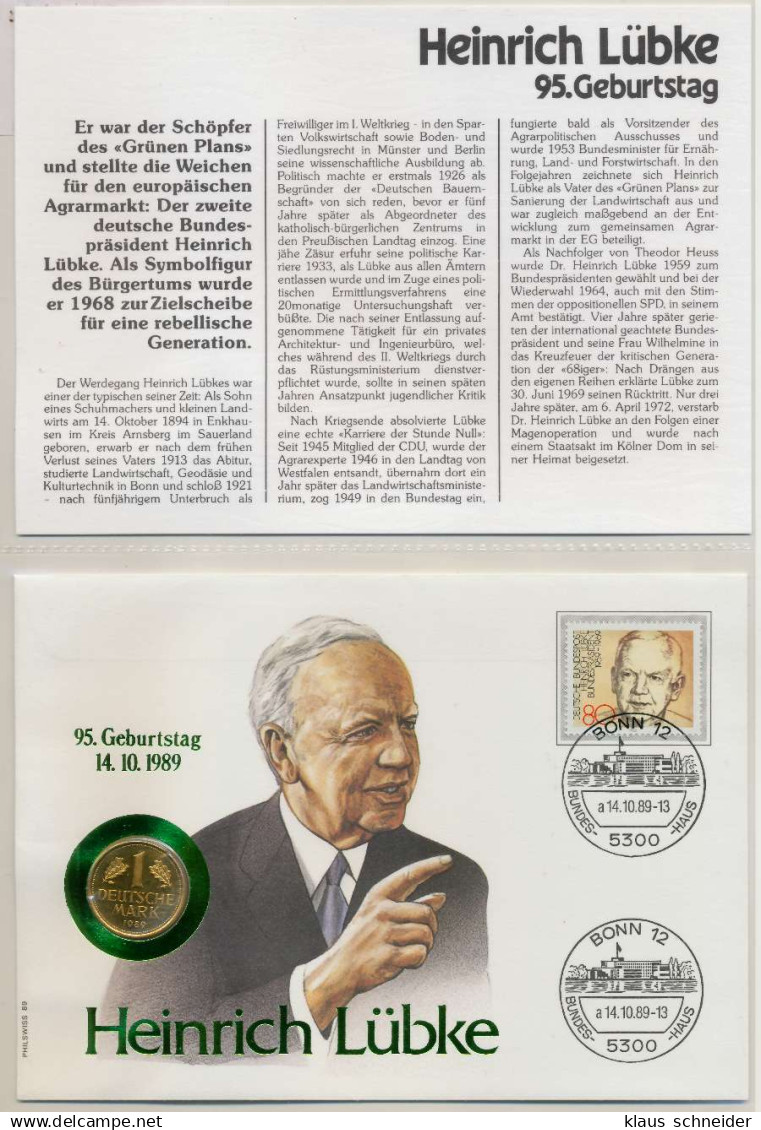 Heinrich Lübke
95.Geburtstag
Er war der Schöpfer
des «Grünen Plans»
und stellte die Weichen
für den europäischen
Agrarmarkt: Der zweite
deutsche Bundes-
präsident Heinrich
Lübke. Als Symbolfigur
des Bürgertums wurde
er 1968 zur Zielscheibe
für eine rebellische
Generation.
Der Werdegang Heinrich Lübkes war
einer der typischen seiner Zeit: Als Sohn
eines Schuhmachers und kleinen Land-
wirts am 14. Oktober 1894 in Enkhau-
sen im Kreis Arnsberg im Sauerland
geboren, erwarb er nach dem frühen
Verlust seines Vaters 1913 das Abitur,
studierte Landwirtschaft, Geodäsie und
Kulturtechnik in Bonn und schloß 1921
- nach fünfjährigem Unterbruch als
Freiwilliger im I. Weltkrieg - in den Spar-
ten Volkswirtschaft sowie Boden- und
Siedlungsrecht in Münster und Berlin
seine wissenschaftliche Ausbildung ab.
Politisch machte er erstmals 1926 als
Begründer der «Deutschen Bauern-
schaft» von sich reden, bevor er fünf
Jahre später als Abgeordneter des
katholisch-bürgerlichen Zentrums in
den Preußischen Landtag einzog. Eine
jähe Zäsur erfuhr seine politische Kar-
riere 1933, als Lübke aus allen Ämtern
entlassen wurde und im Zuge eines poli-
tischen Ermittlungsverfahrens eine
20monatige Untersuchungshaft ver-
büßte. Die nach seiner Entlassung auf-
genommene Tätigkeit für ein privates
Architektur- und Ingenieurbüro, wel-
ches während des II. Weltkriegs durch
das Rüstungsministerium dienstver-
pflichtet wurde, sollte in seinen späten
Jahren Ansatzpunkt jugendlicher Kritik
bilden.
Nach Kriegsende absolvierte Lübke
eine echte «Karriere der Stunde Null»:
Seit 1945 Mitglied der CDU, wurde der
Agrarexperte 1946 in den Landtag von
Westfalen entsandt, übernahm dort ein
Jahr später das Landwirtschaftsministe-
rium, zog 1949 in den Bundestag ein,
fungierte bald als Vorsitzender des
Agrarpolitischen Ausschusses und
wurde 1953 Bundesminister für Ernäh-
rung, Land- und Forstwirtschaft. In den
Folgejahren zeichnete sich Heinrich
Lübke als Vater des «Grünen Plans» zur
Sanierung der Landwirtschaft aus und
war zugleich maßgebend an der Ent-
wicklung zum gemeinsamen Agrar-
markt in der EG beteiligt.
Als Nachfolger von Theodor Heuss
wurde Dr. Heinrich Lübke 1959 zum
Bundespräsidenten gewählt und bei der
Wiederwahl 1964, auch mit den Stim-
men der oppositionellen SPD, in seinem
Amt bestätigt. Vier Jahre später gerie-
ten der international geachtete Bundes-
präsident und seine Frau Wilhelmine in
das Kreuzfeuer der kritischen Genera-
tion der «68iger»: Nach Drängen aus
den eigenen Reihen erklärte Lübke zum
30. Juni 1969 seinen Rücktritt. Nur drei
Jahre später, am 6. April 1972, verstarb
Dr. Heinrich Lübke an den Folgen einer
Magenoperation und wurde nach
einem Staatsakt im Kölner Dom in sei-
ner Heimat beigesetzt.
DEUTSCHE BUNDESPOST
HEINRICH LÜBKE
BUNDESPRÄSIDENT
1959-1969
80
BONN 12
a14.10.89-13
BUNDES-HAUS
5300
95. Geburtstag
14. 10. 1989
1
DEUTSCHE
MARK
1989
BONN 12
a14.10.89-13
BUNDES-HAUS
5300
Heinrich Lübke
PHILSWISS 89
klaus schneider